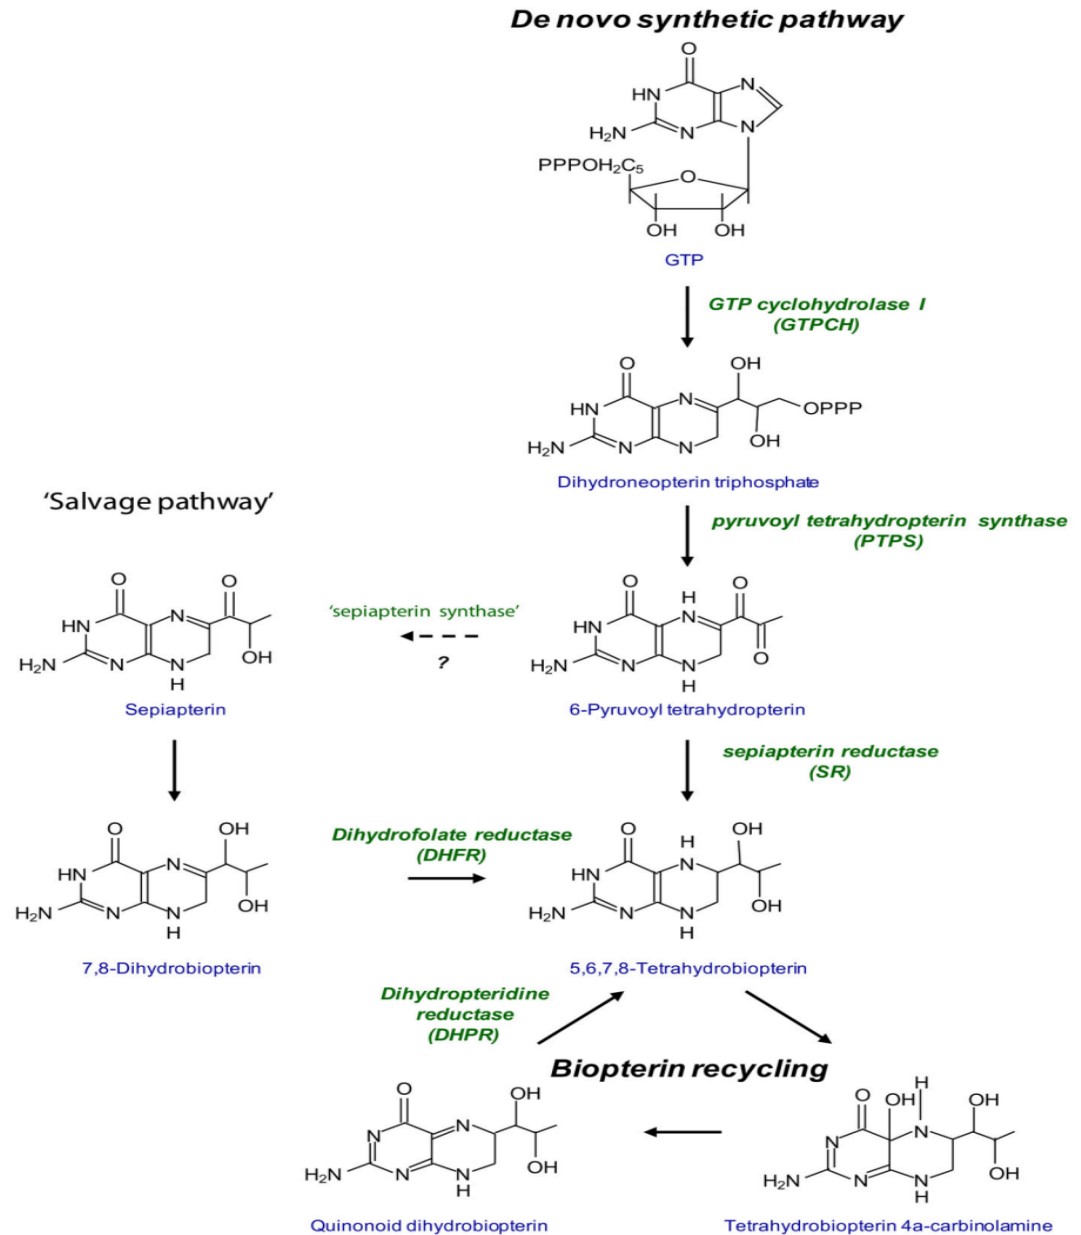 De novo synthetic pathway
O
HN
N
H₂N
N
N
PPPOH₂C₅
O
OH
OH
GTP
GTP cyclohydrolase I
(GTPCH)
O
OH
HN
N
OPPP
H₂N
N
N
OH
Dihydroneopterin triphosphate
'Salvage pathway'
pyruvoyl tetrahydropterin synthase
(PTPS)
O
O
HN
N
H₂N
N
N
OH
H
Sepiapterin
'sepiapterin synthase'
?
O
H
O
HN
N
H₂N
N
N
O
H
6-Pyruvoyl tetrahydropterin
sepiapterin reductase
(SR)
O
OH
HN
N
H₂N
N
N
OH
H
7,8-Dihydrobiopterin
Dihydrofolate reductase
(DHFR)
O
H
OH
HN
N
H₂N
N
N
OH
H
5,6,7,8-Tetrahydrobiopterin
Dihydropteridine
reductase
(DHPR)
Biopterin recycling
O
OH
N
N
H₂N
N
N
OH
H
Quinonoid dihydrobiopterin
H
O
OH
OH
N
N
H₂N
N
N
OH
H
Tetrahydrobiopterin 4a-carbinolamine